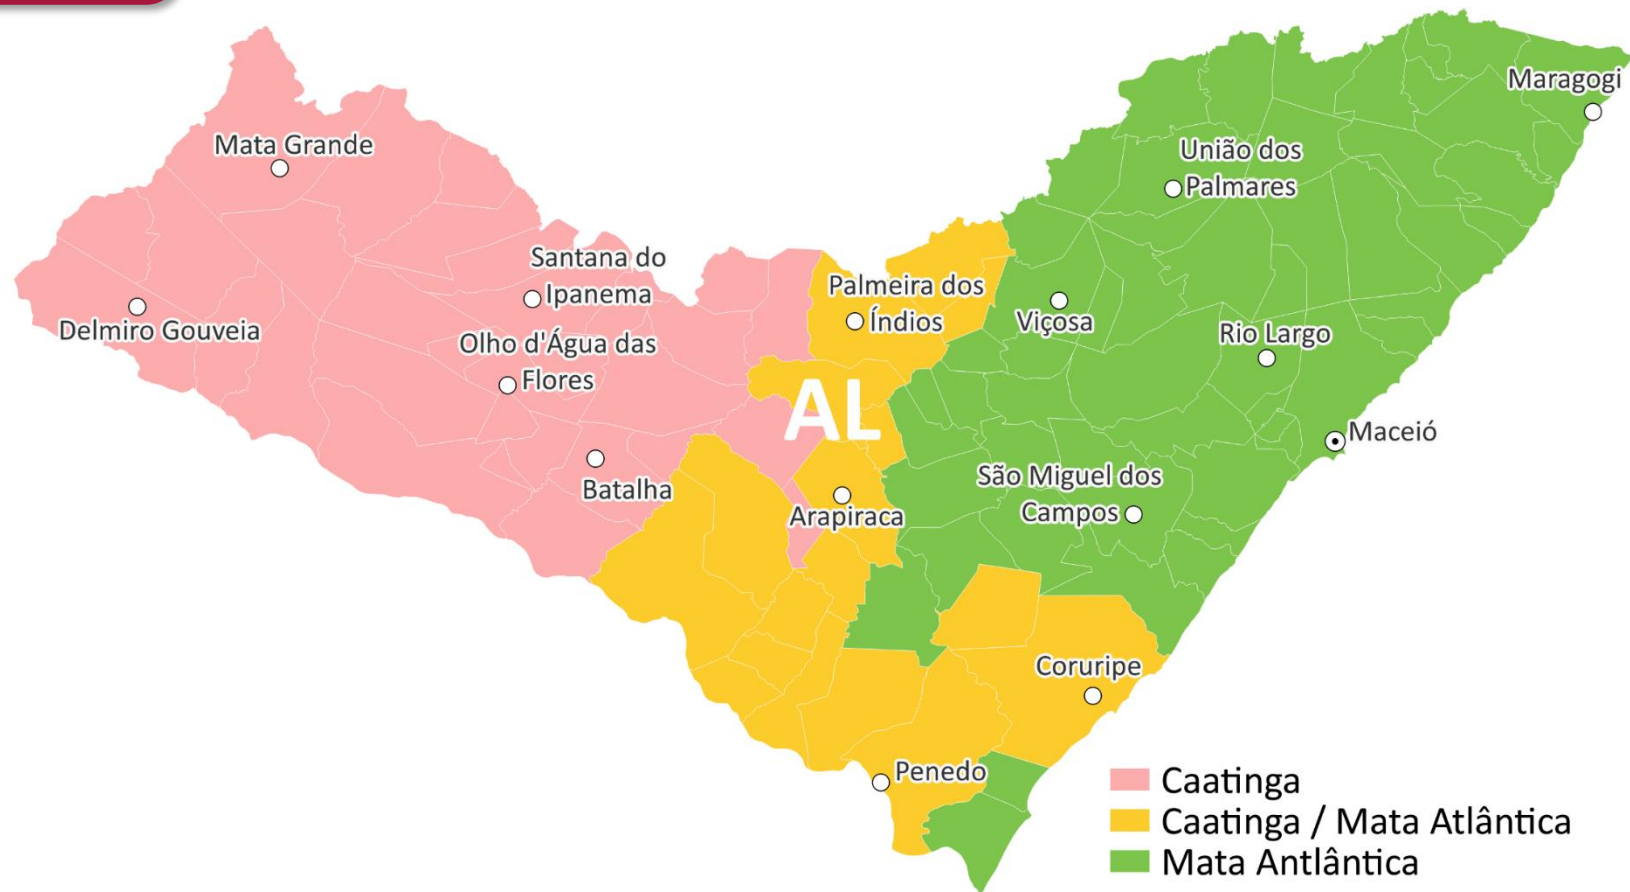 Maragogi
Mata Grande
União dos
Palmares
Santana do
Ipanema
Palmeira dos
Índios
Delmiro Gouveia
Viçosa
Rio Largo
Olho d'Água das
Flores
AL
Maceió
Batalha
São Miguel dos
Campos
Arapiraca
Coruripe
Penedo
Caatinga
Caatinga / Mata Atlântica
Mata Antlântica